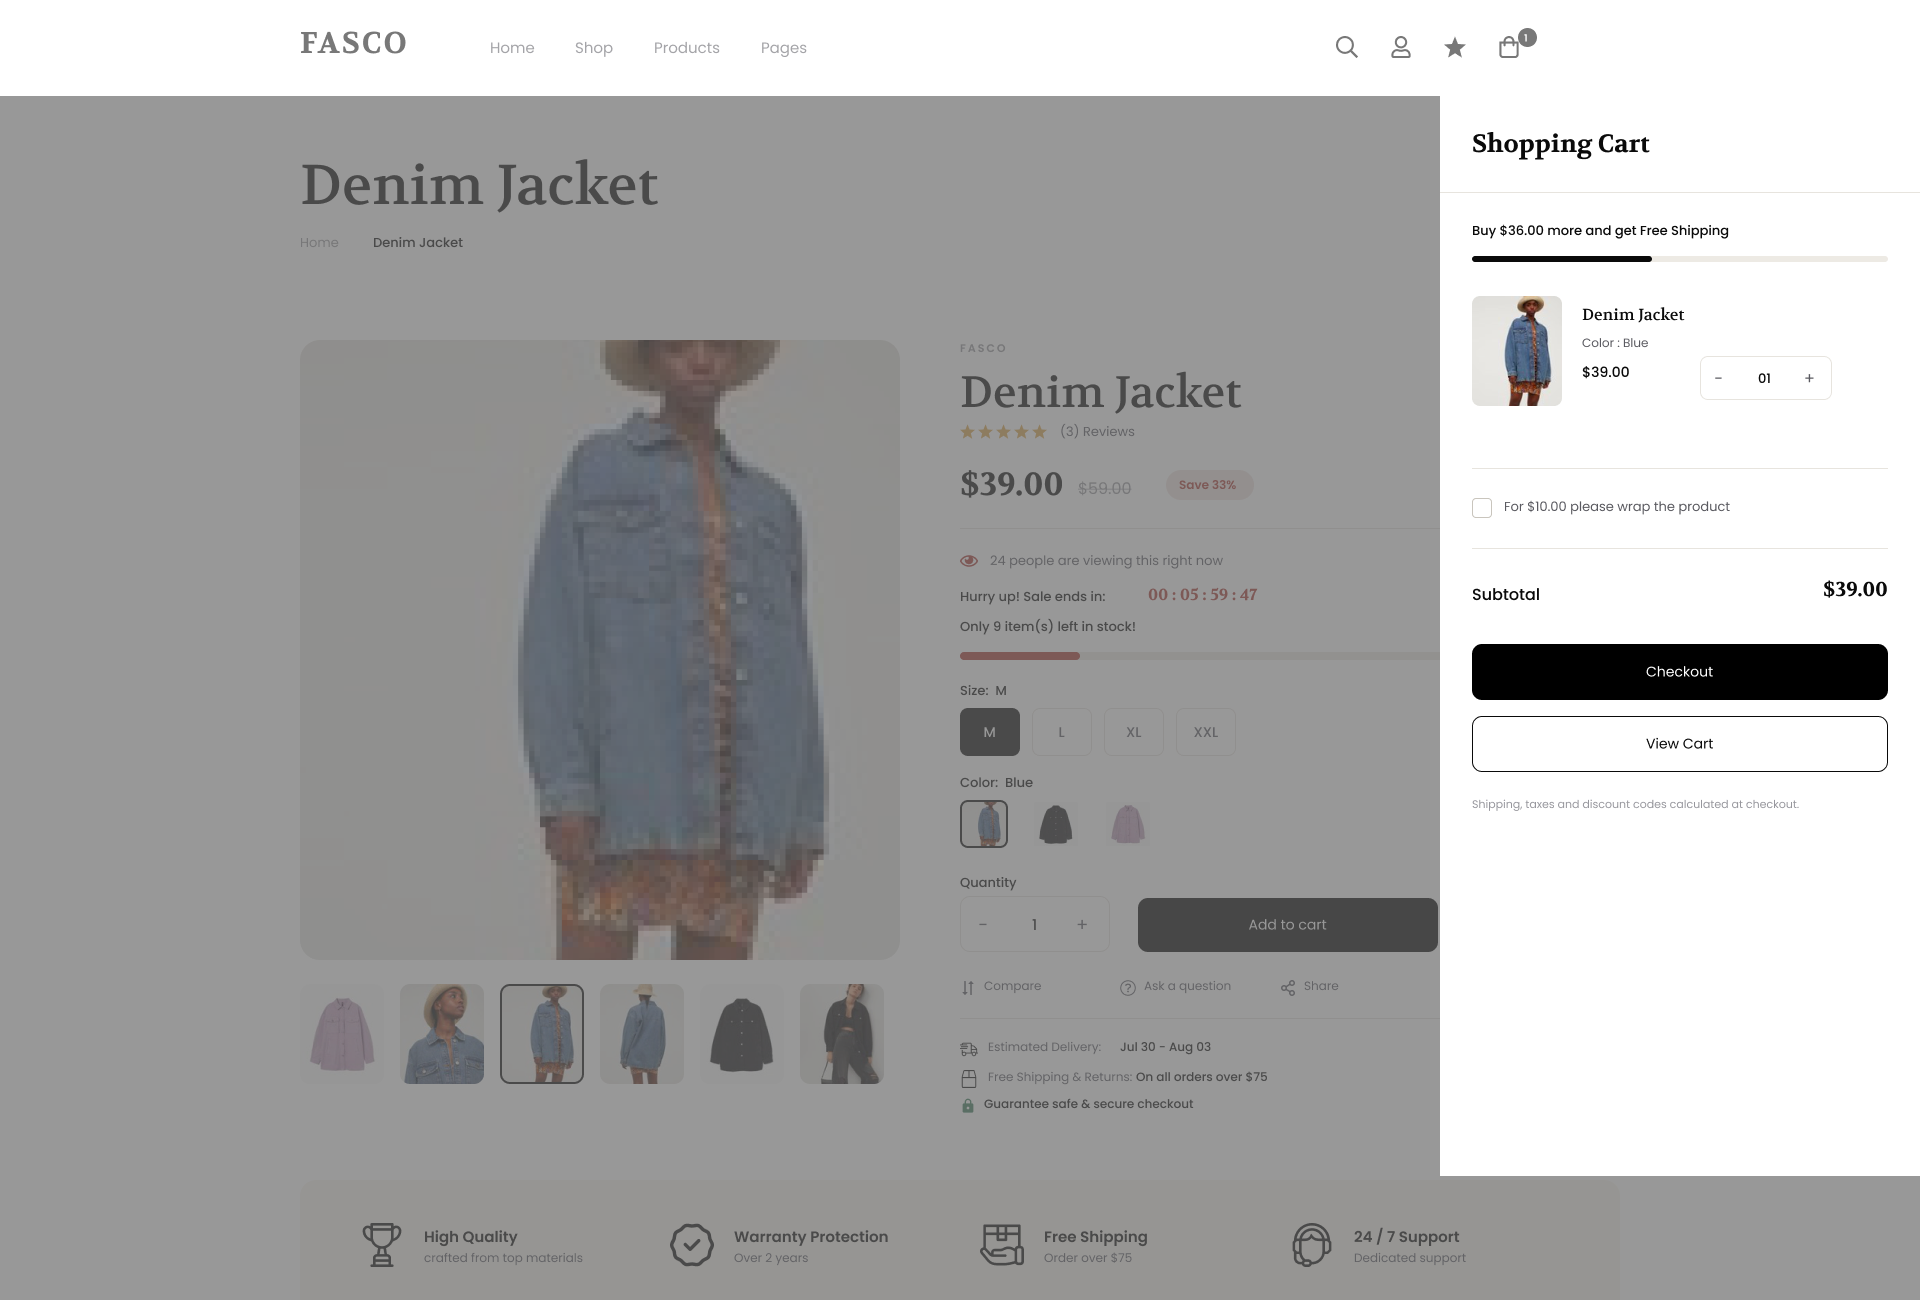 FASCO
Home
Shop
Products
Pages
1
Denim Jacket
Home
Denim Jacket
FASCO
Denim Jacket
(3) Reviews
$39.00 $59.00 Save 33%
24 people are viewing this right now
Hurry up! Sale ends in: 00 : 05 : 59 : 47
Only 9 item(s) left in stock!
Size: M
M
L
XL
XXL
Color: Blue
Quantity
- 1 +
Add to cart
Compare
Ask a question
Share
Estimated Delivery: Jul 30 - Aug 03
Free Shipping & Returns: On all orders over $75
Guarantee safe & secure checkout
Shopping Cart
Buy $36.00 more and get Free Shipping
Denim Jacket
Color : Blue
$39.00
- 01 +
For $10.00 please wrap the product
Subtotal $39.00
Checkout
View Cart
Shipping, taxes and discount codes calculated at checkout.
High Quality
crafted from top materials
Warranty Protection
Over 2 years
Free Shipping
Order over $75
24 / 7 Support
Dedicated support